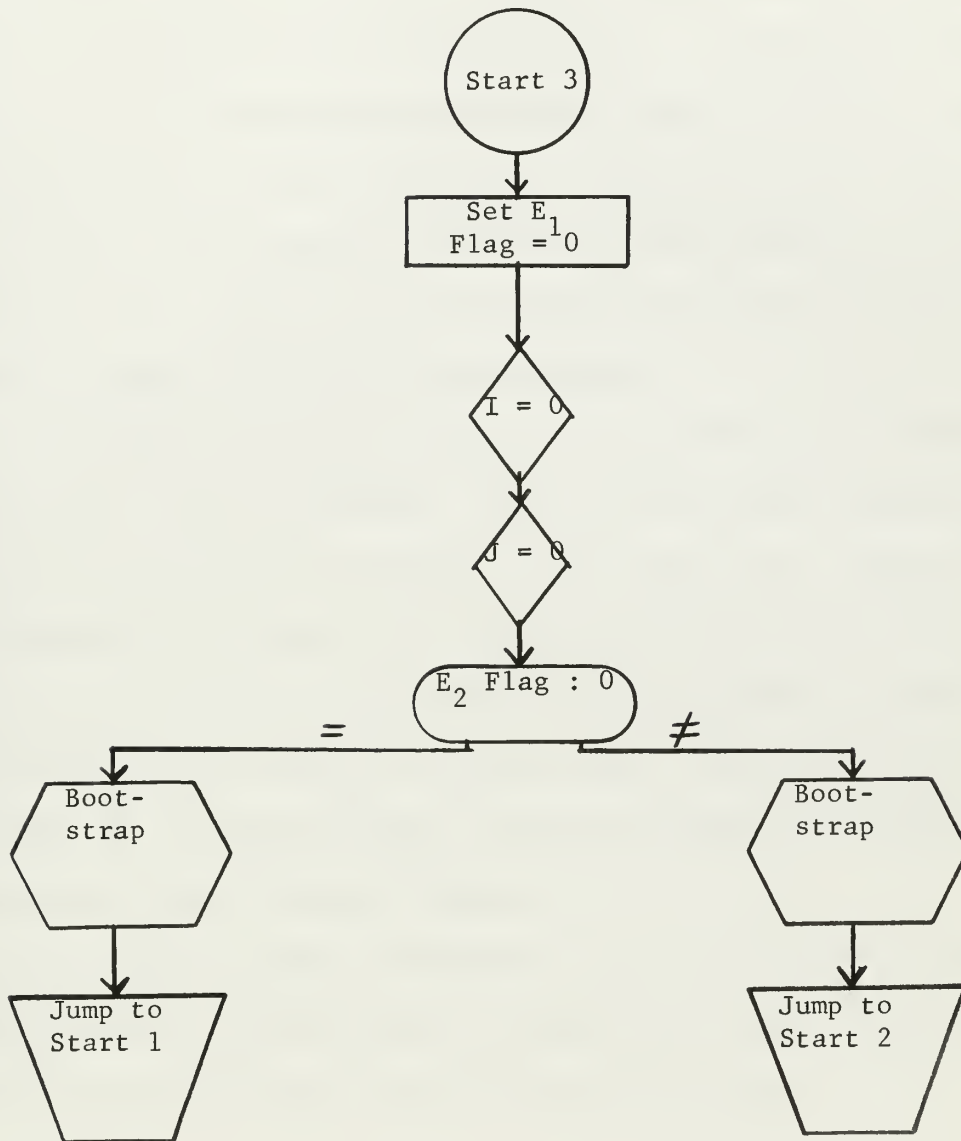 Start 3
Set E1
Flag = 0
I = 0
J = 0
E2 Flag : 0
=
≠
Boot-
strap
Boot-
strap
Jump to
Start 1
Jump to
Start 2